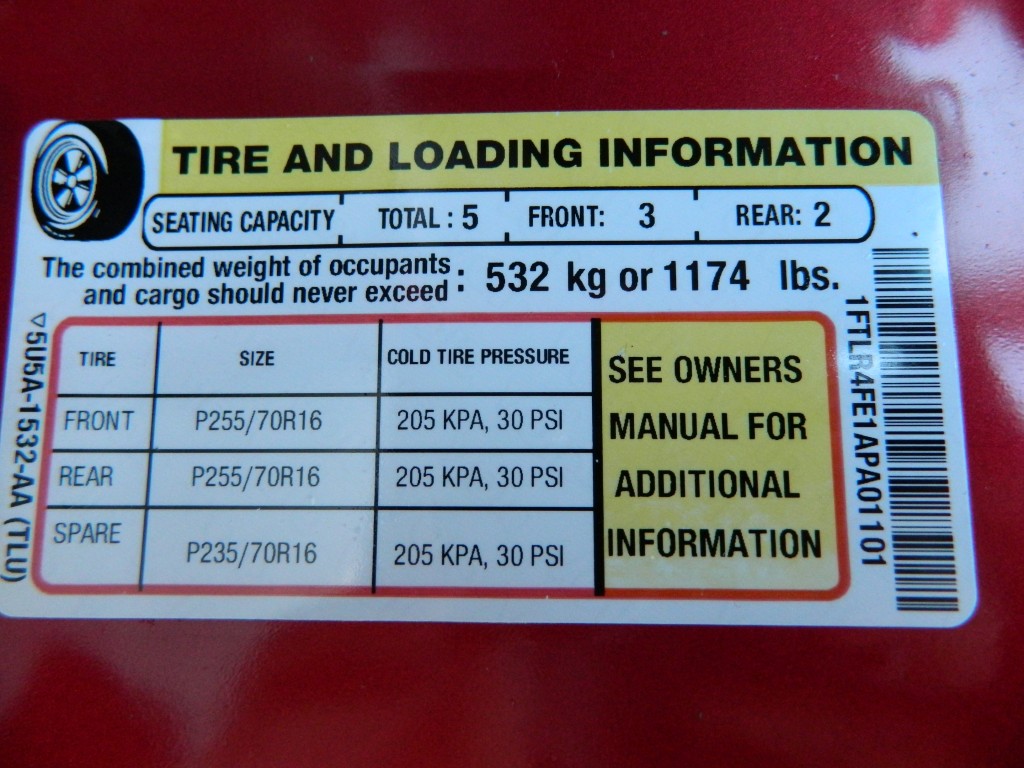 TIRE AND LOADING INFORMATION
SEATING CAPACITY TOTAL : 5 FRONT: 3 REAR: 2
The combined weight of occupants
and cargo should never exceed : 532 kg or 1174 lbs.
TIRE SIZE COLD TIRE PRESSURE
FRONT P255/70R16 205 KPA, 30 PSI
REAR P255/70R16 205 KPA, 30 PSI
SPARE P235/70R16 205 KPA, 30 PSI
SEE OWNERS
MANUAL FOR
ADDITIONAL
INFORMATION
5U5A-1532-AA (TLU)
1FTLR4FE1APA01101